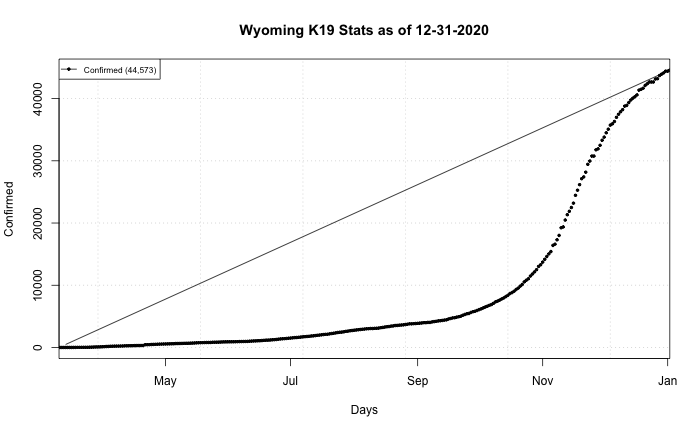 Wyoming K19 Stats as of 12-31-2020
Confirmed (44,573)
Confirmed
40000
30000
20000
10000
0
May Jul Sep Nov Jan
Days